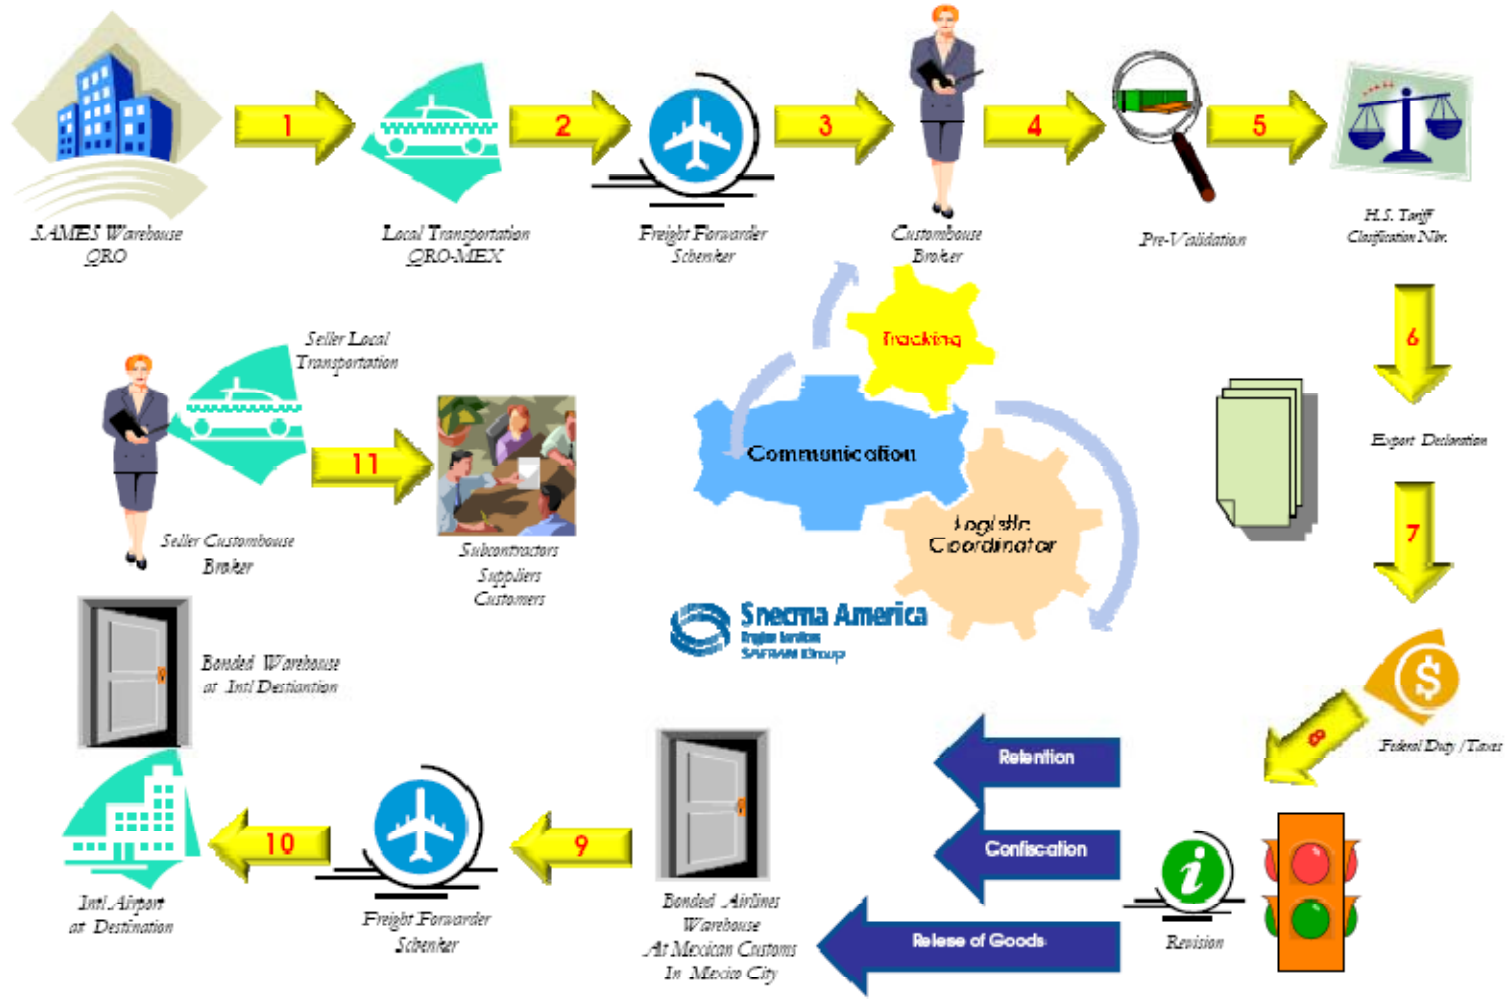 1
2
3
4
5
SAMES Warehouse
QRO
Local Transportation
QRO-MEX
Freight Forwarder
Schenker
Customhouse
Broker
Pre-Validation
H.S. Tariff
Clasification Nbr.
6
Export Declaration
7
Tracking
Communication
Logistic
Coordinator
Seller Local
Transportation
11
Seller Customhouse
Broker
Subcontractors
Suppliers
Customers
Snecma America
Engine Services
SAFRAN Group
Bonded Warehouse
at Intl Destiantion
8
Federal Duty / Taxes
Retention
Confiscation
Relese of Goods
Revision
9
10
Bonded Airlines
Warehouse
At Mexican Customs
In Mexico City
Freight Forwarder
Schenker
Intl Airport
at Destination